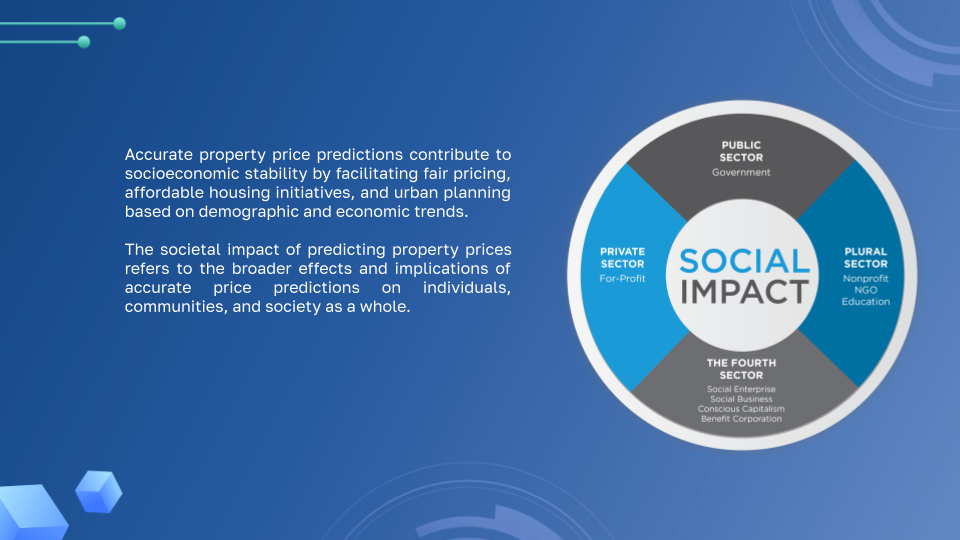 Accurate property price predictions contribute to
socioeconomic stability by facilitating fair pricing,
affordable housing initiatives, and urban planning
based on demographic and economic trends.
The societal impact of predicting property prices
refers to the broader effects and implications of
accurate price predictions on individuals,
communities, and society as a whole.
PUBLIC
SECTOR
Government
PRIVATE
SECTOR
For-Profit
SOCIAL
IMPACT
PLURAL
SECTOR
Nonprofit
NGO
Education
THE FOURTH
SECTOR
Social Enterprise
Social Business
Conscious Capitalism
Benefit Corporation